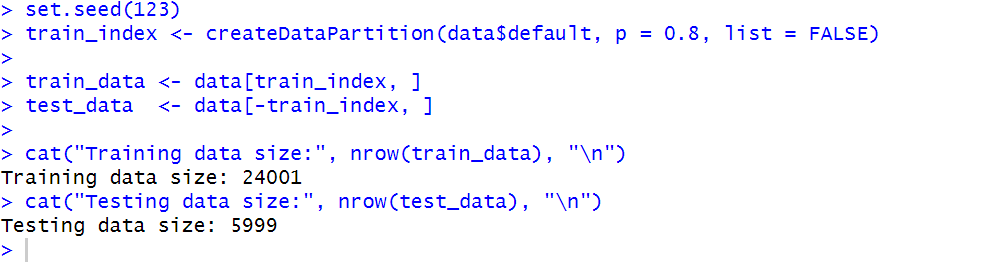 > set.seed(123)
> train_index <- createDataPartition(data$default, p = 0.8, list = FALSE)
>
> train_data <- data[train_index, ]
> test_data  <- data[-train_index, ]
>
> cat("Training data size:", nrow(train_data), "\n")
Training data size: 24001
> cat("Testing data size:", nrow(test_data), "\n")
Testing data size: 5999
>